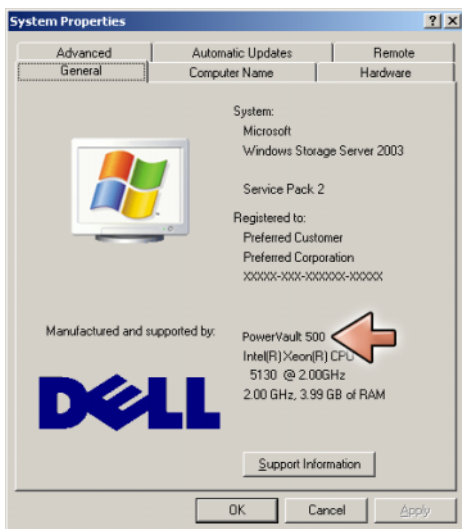 System Properties
Advanced Automatic Updates Remote
General Computer Name Hardware
System:
Microsoft
Windows Storage Server 2003
Service Pack 2
Registered to:
Preferred Customer
Preferred Corporation
XXXXX-XXX-XXXXXX-XXXXX
Manufactured and supported by:
DELL
PowerVault 500
Intel(R) Xeon(R) CPU
5130 @ 2.00GHz
2.00 GHz, 3.99 GB of RAM
Support Information
OK Cancel Apply